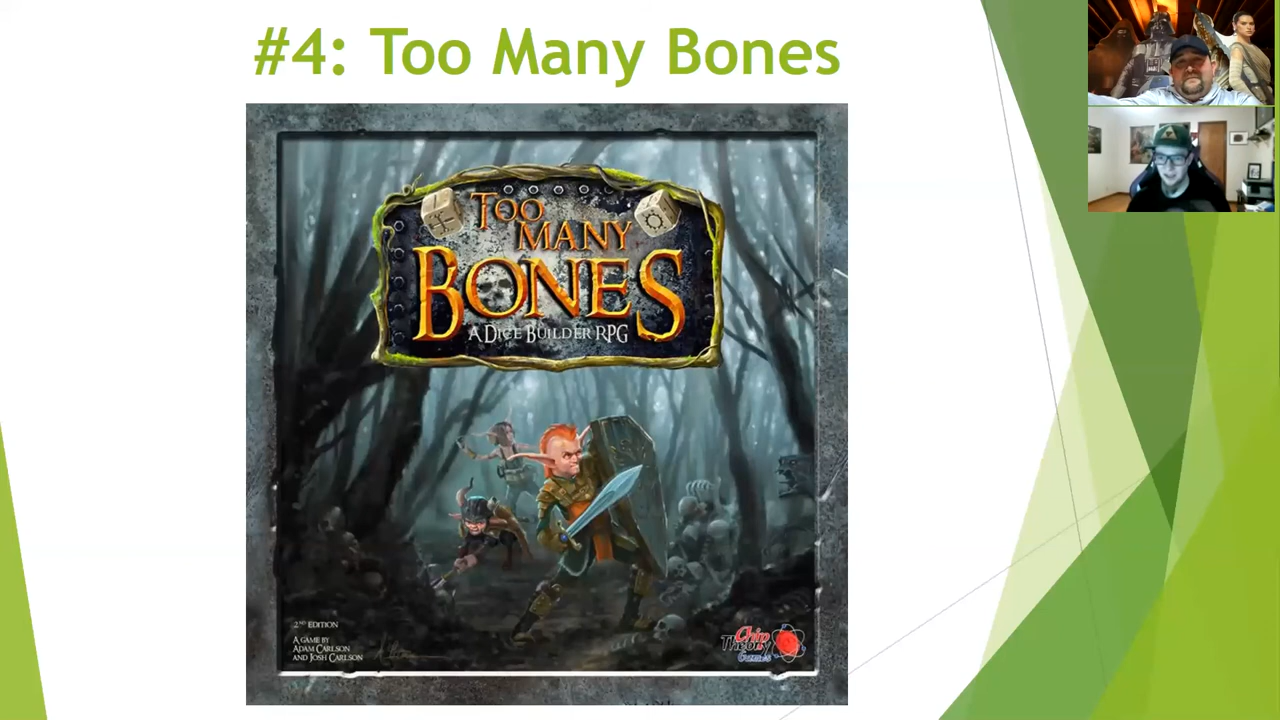 #4: Too Many Bones
Too
Many
Bones
A Dice Builder RPG
2ND EDITION
A GAME BY
ADAM CARLSON
AND JOSH CARLSON
Chip
Theory
Games